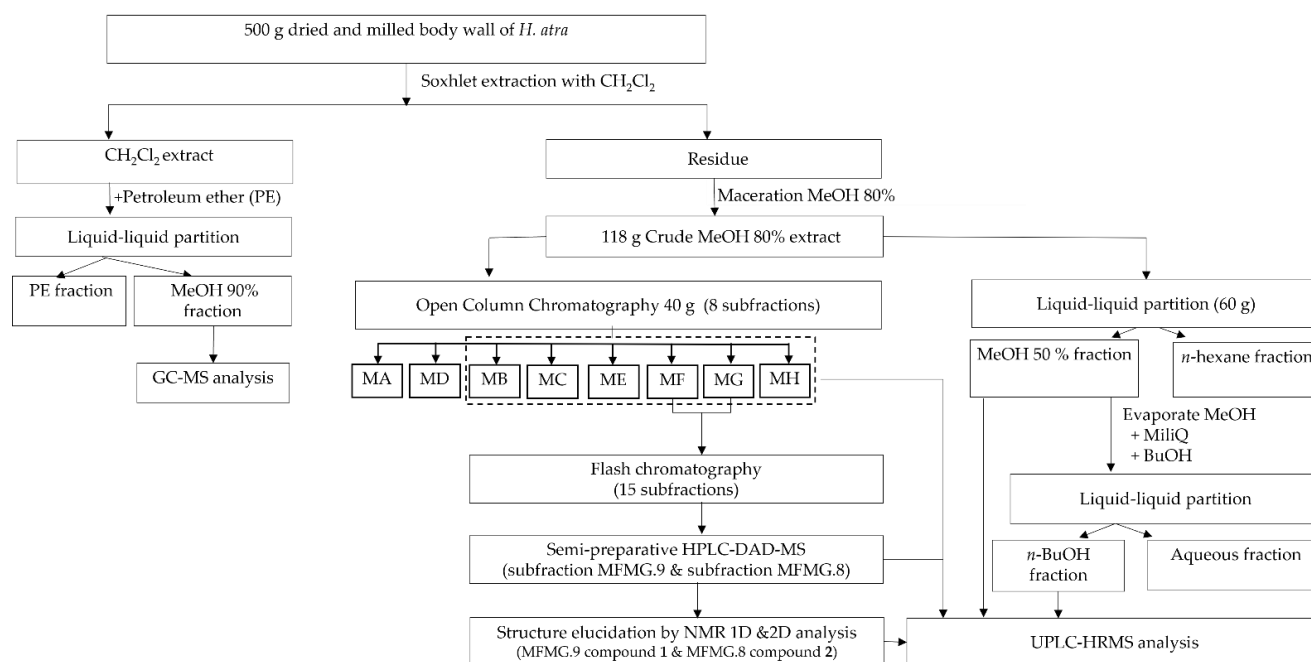 500 g dried and milled body wall of H. atra
Soxhlet extraction with CH₂Cl₂
CH₂Cl₂ extract
+Petroleum ether (PE)
Liquid-liquid partition
PE fraction
MeOH 90%
fraction
GC-MS analysis
Residue
Maceration MeOH 80%
118 g Crude MeOH 80% extract
Open Column Chromatography 40 g (8 subfractions)
MA
MD
MB
MC
ME
MF
MG
MH
Flash chromatography
(15 subfractions)
Semi-preparative HPLC-DAD-MS
(subfraction MFMG.9 & subfraction MFMG.8)
Structure elucidation by NMR 1D &2D analysis
(MFMG.9 compound 1 & MFMG.8 compound 2)
Liquid-liquid partition (60 g)
MeOH 50 % fraction
n-hexane fraction
Evaporate MeOH
+ MiliQ
+ BuOH
Liquid-liquid partition
n-BuOH
fraction
Aqueous fraction
UPLC-HRMS analysis